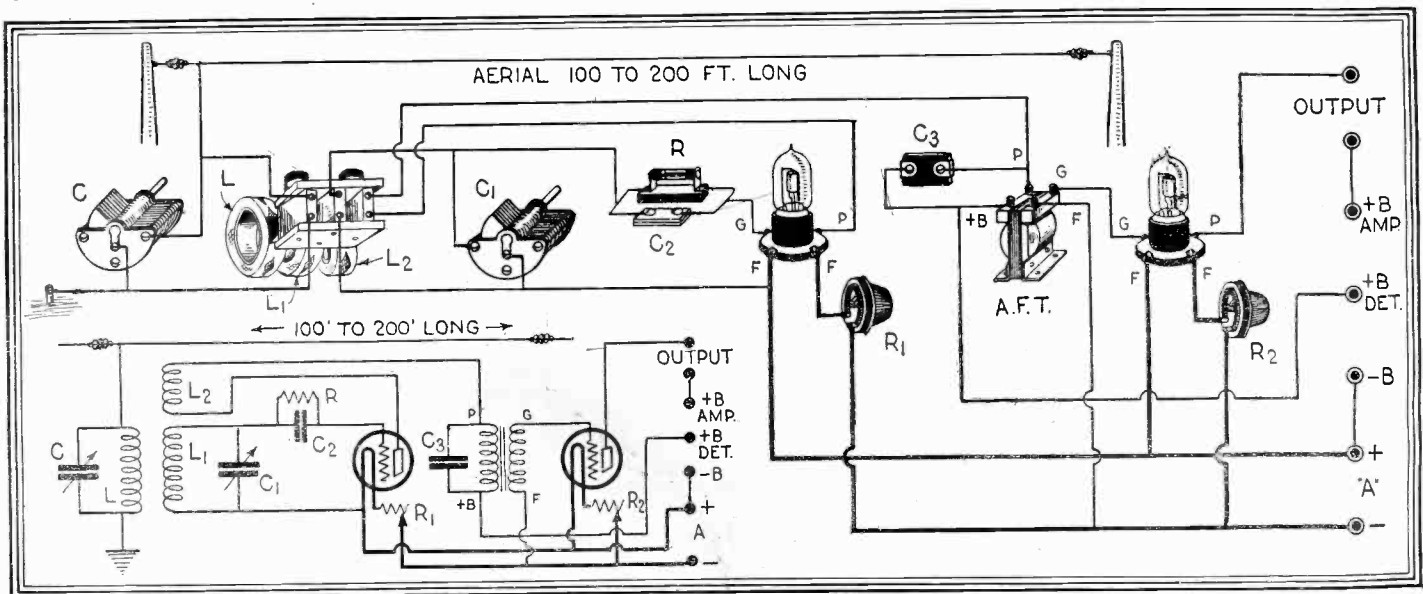 AERIAL 100 TO 200 FT. LONG
OUTPUT
C
L
L1
L2
C1
R
C2
G
P
F
F
R1
C3
P
+B
G
F
A.F.T.
G
P
F
F
R2
+B
AMP.
+B
DET.
-B
+
"A"
-
100' TO 200' LONG
C
L
L2
L1
C1
R
C2
R1
C3
P
+B
G
F
R2
OUTPUT
+B
AMP.
+B
DET.
-B
+
A
-